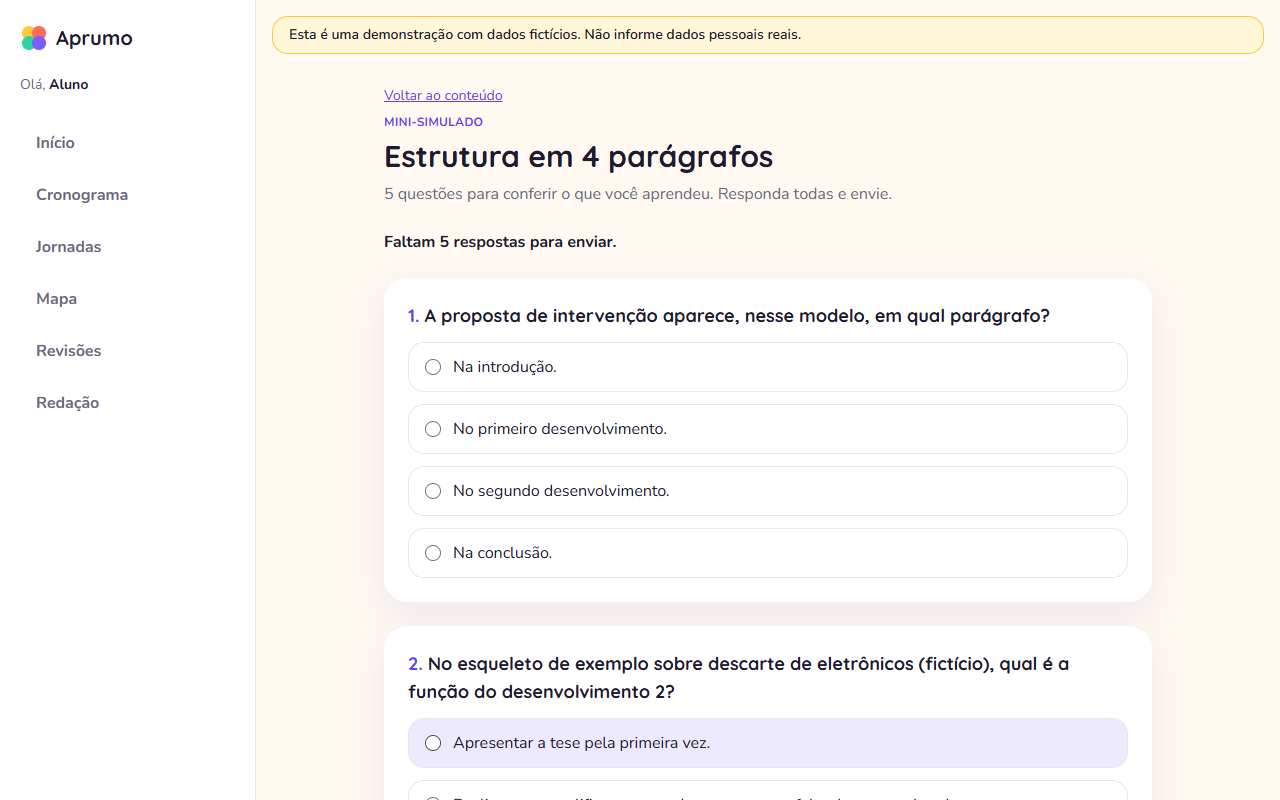 Aprumo
Olá, Aluno
Início
Cronograma
Jornadas
Mapa
Revisões
Redação
Esta é uma demonstração com dados fictícios. Não informe dados pessoais reais.
Voltar ao conteúdo
MINI-SIMULADO
Estrutura em 4 parágrafos
5 questões para conferir o que você aprendeu. Responda todas e envie.
Faltam 5 respostas para enviar.
1. A proposta de intervenção aparece, nesse modelo, em qual parágrafo?
Na introdução.
No primeiro desenvolvimento.
No segundo desenvolvimento.
Na conclusão.
2. No esqueleto de exemplo sobre descarte de eletrônicos (fictício), qual é a
função do desenvolvimento 2?
Apresentar a tese pela primeira vez.